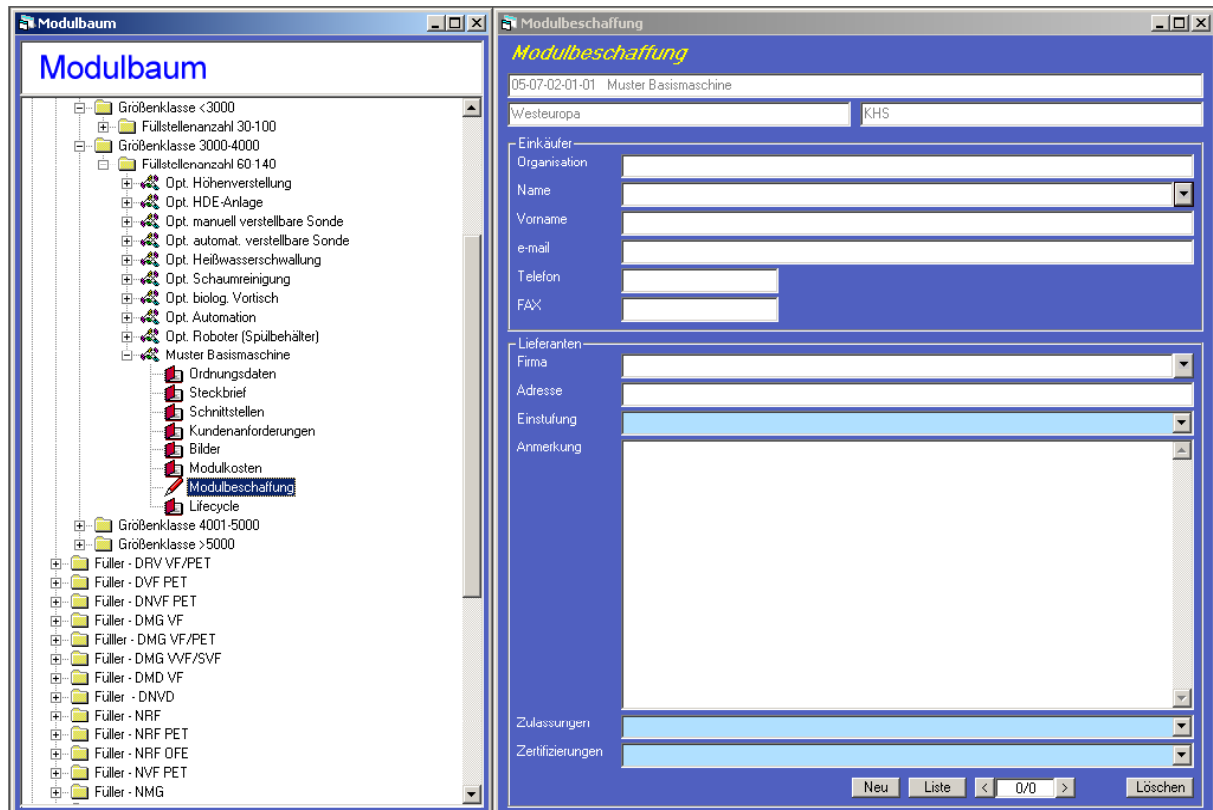 Modulbaum
Modulbaum
Größenklasse <3000
Füllstellenanzahl 30-100
Größenklasse 3000-4000
Füllstellenanzahl 60-140
Opt. Höhenverstellung
Opt. HDE-Anlage
Opt. manuell verstellbare Sonde
Opt. automat. verstellbare Sonde
Opt. Heißwasserschwallung
Opt. Schaumreinigung
Opt. biolog. Vortisch
Opt. Automation
Opt. Roboter (Spülbehälter)
Muster Basismaschine
Ordnungsdaten
Steckbrief
Schnittstellen
Kundenanforderungen
Bilder
Modulkosten
Modulbeschaffung
Lifecycle
Größenklasse 4001-5000
Größenklasse >5000
Füller - DRV VF/PET
Füller - DVF PET
Füller - DNVF PET
Füller - DMG VF
Fülller - DMG VF/PET
Füller - DMG VVF/SVF
Füller - DMD VF
Füller  - DNVD
Füller - NRF
Füller - NRF PET
Füller - NRF OFE
Füller - NVF PET
Füller - NMG
Modulbeschaffung
Modulbeschaffung
05-07-02-01-01   Muster Basismaschine
Westeuropa KHS
Einkäufer
Organisation
Name
Vorname
e-mail
Telefon
FAX
Lieferanten
Firma
Adresse
Einstufung
Anmerkung
Zulassungen
Zertifizierungen
Neu Liste < 0/0 > Löschen